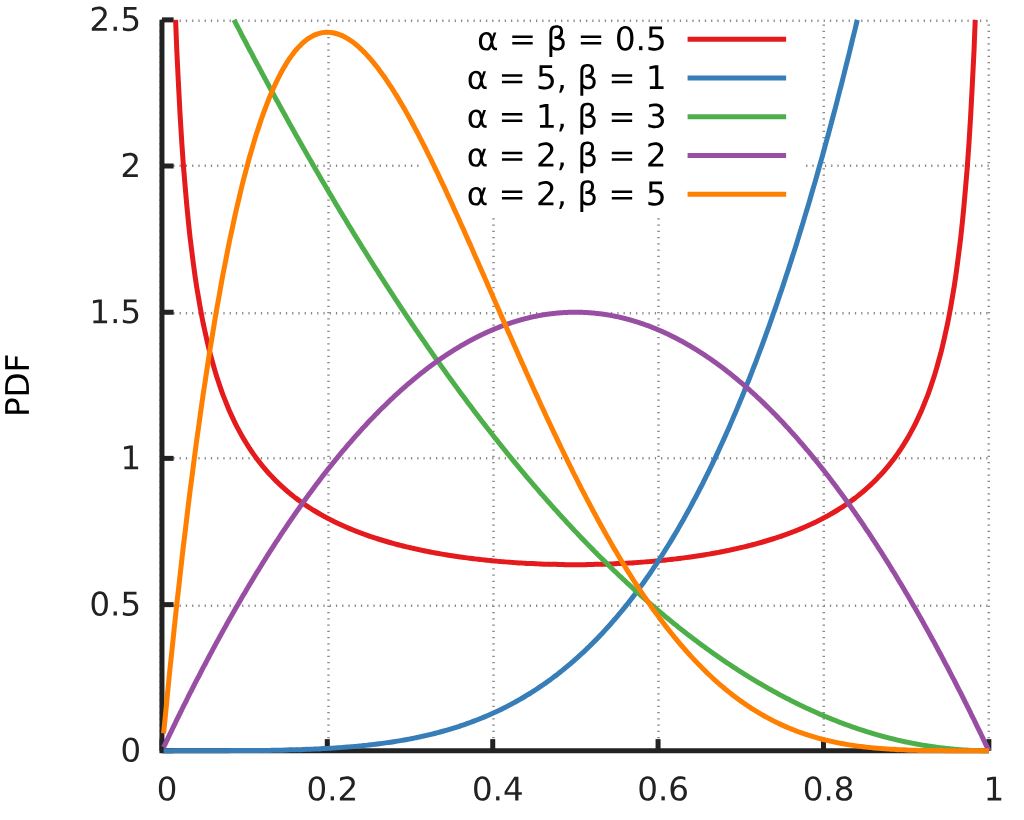 2.5
2
1.5
1
0.5
0
PDF
α = β = 0.5
α = 5, β = 1
α = 1, β = 3
α = 2, β = 2
α = 2, β = 5
0 0.2 0.4 0.6 0.8 1